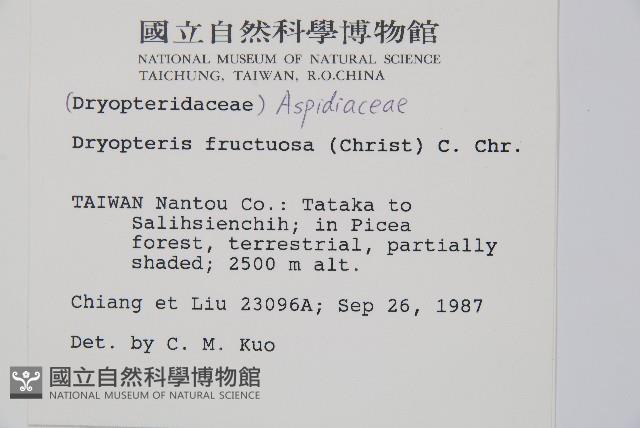 國立自然科學博物館
NATIONAL MUSEUM OF NATURAL SCIENCE
TAICHUNG, TAIWAN, R.O.CHINA
(Dryopteridaceae) Aspidiaceae
Dryopteris fructuosa (Christ) C. Chr.
TAIWAN Nantou Co.: Tataka to
Salihsienchih; in Picea
forest, terrestrial, partially
shaded; 2500 m alt.
Chiang et Liu 23096A; Sep 26, 1987
Det. by C. M. Kuo
國立自然科學博物館
NATIONAL MUSEUM OF NATURAL SCIENCE